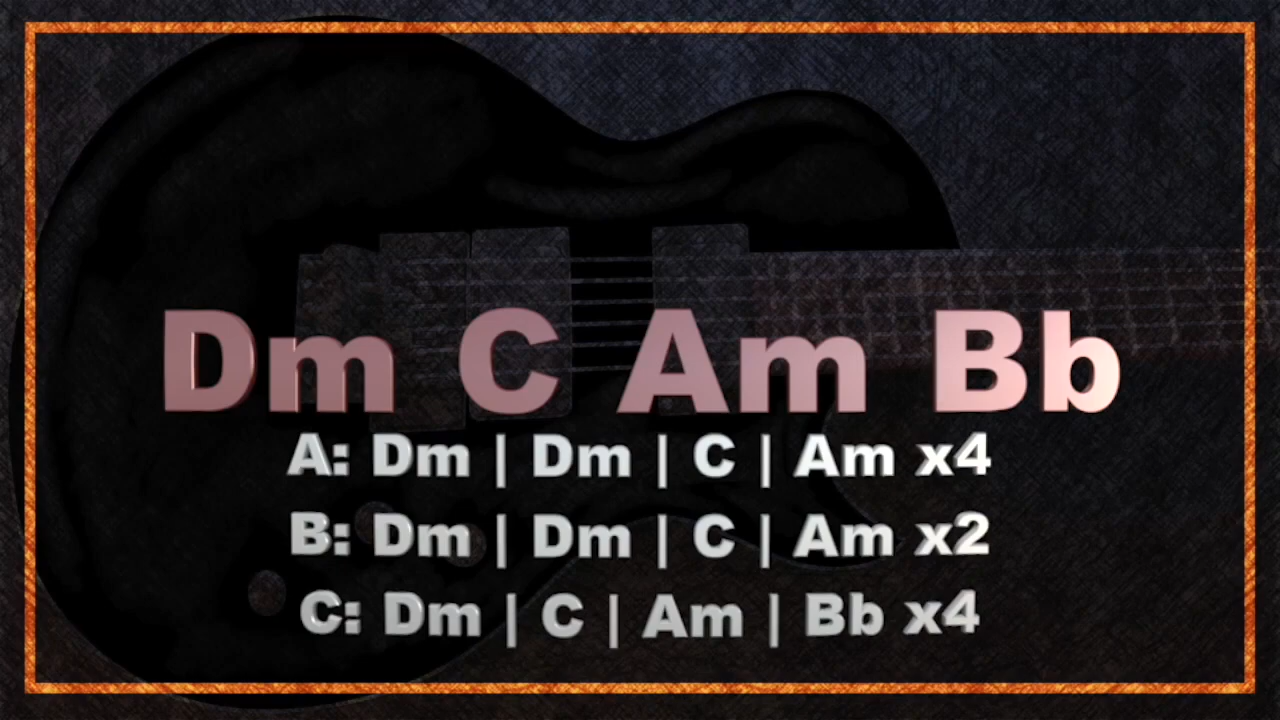 Dm C Am Bb
A: Dm | Dm | C | Am x4
B: Dm | Dm | C | Am x2
C: Dm | C | Am | Bb x4